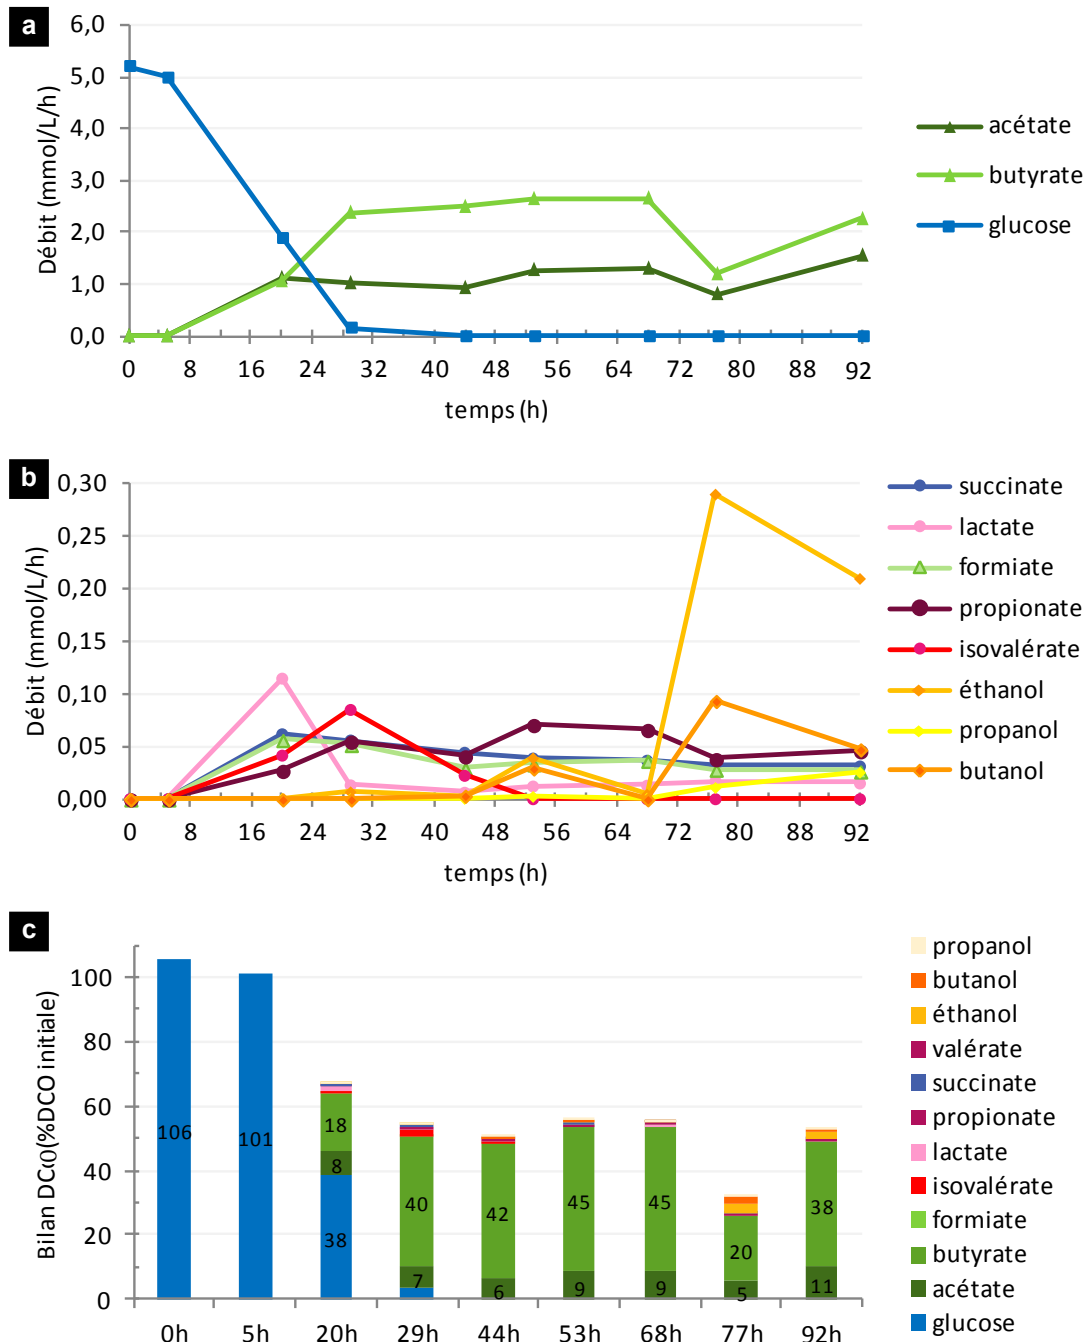 a
6,0
5,0
4,0
3,0
2,0
1,0
0,0
Débit (mmol/L/h)
0 8 16 24 32 40 48 56 64 72 80 88 92
temps (h)
acétate
butyrate
glucose
b
0,30
0,25
0,20
0,15
0,10
0,05
0,00
Débit (mmol/L/h)
0 8 16 24 32 40 48 56 64 72 80 88 92
temps (h)
succinate
lactate
formiate
propionate
isovalérate
éthanol
propanol
butanol
c
100
80
60
40
20
0
106 101 38 8 18 7 40 6 42 9 45 9 45 5 20 11 38
0h 5h 20h 29h 44h 53h 68h 77h 92h
propanol
butanol
éthanol
valérate
succinate
propionate
lactate
isovalérate
formiate
butyrate
acétate
glucose